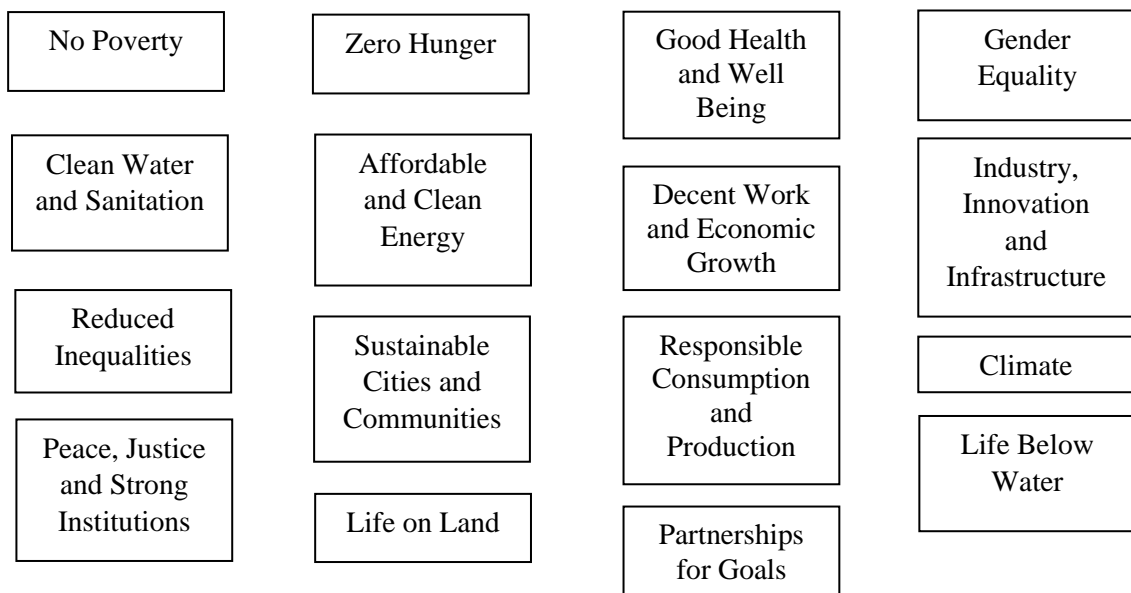 No Poverty
Zero Hunger
Good Health
and Well
Being
Gender
Equality
Clean Water
and Sanitation
Affordable
and Clean
Energy
Decent Work
and Economic
Growth
Industry,
Innovation
and
Infrastructure
Reduced
Inequalities
Sustainable
Cities and
Communities
Responsible
Consumption
and
Production
Climate
Peace, Justice
and Strong
Institutions
Life on Land
Partnerships
for Goals
Life Below
Water